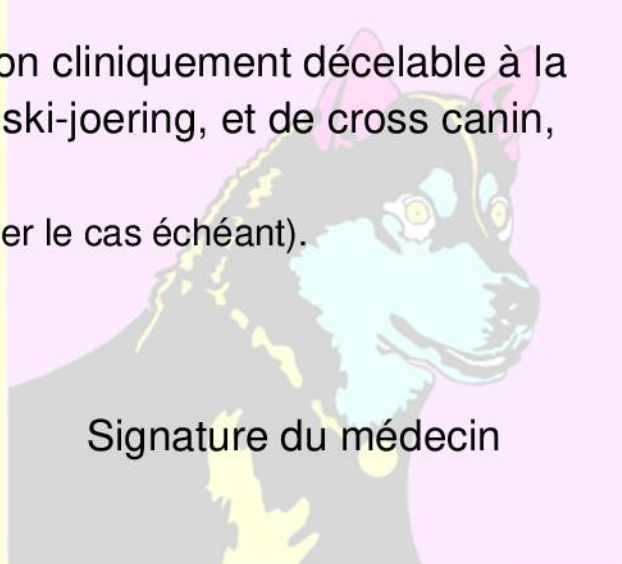 on cliniquement décelable à la
ski-joering, et de cross canin,
er le cas échéant).
Signature du médecin